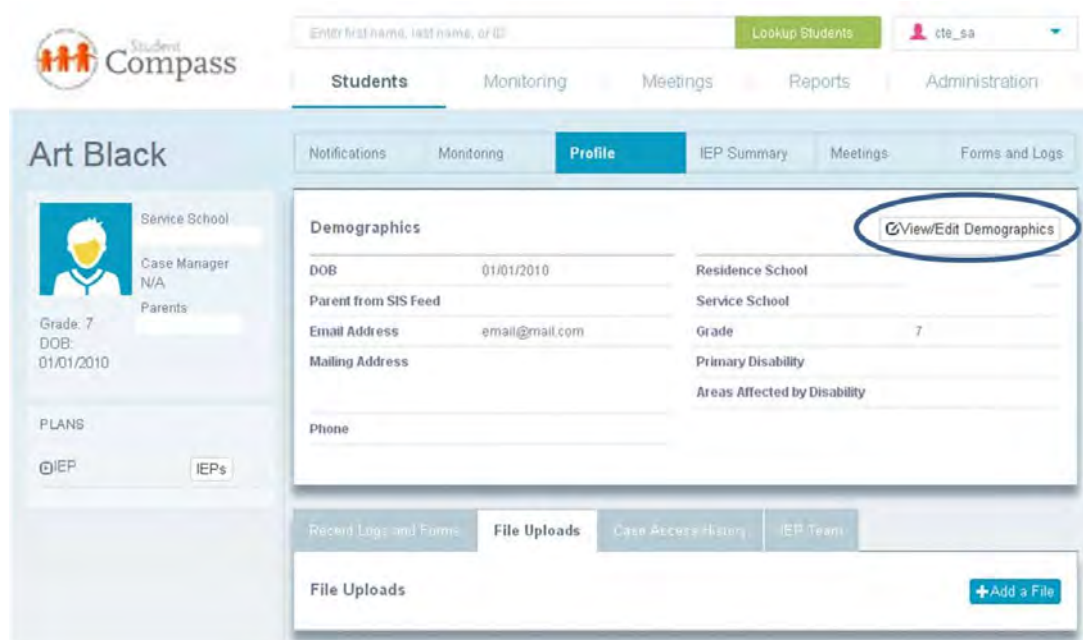 Student
Compass
Enter first name, last name, or ID
Lookup Students
cte_sa
Students Monitoring Meetings Reports Administration
Art Black
Service School
Case Manager
N/A
Parents
Grade: 7
DOB:
01/01/2010
PLANS
IEP IEPs
Notifications Monitoring Profile IEP Summary Meetings Forms and Logs
Demographics View/Edit Demographics
DOB 01/01/2010
Parent from SIS Feed
Email Address email@mail.com
Mailing Address
Phone
Residence School
Service School
Grade 7
Primary Disability
Areas Affected by Disability
Recent Logs and Forms File Uploads Case Access History IEP Team
File Uploads +Add a File